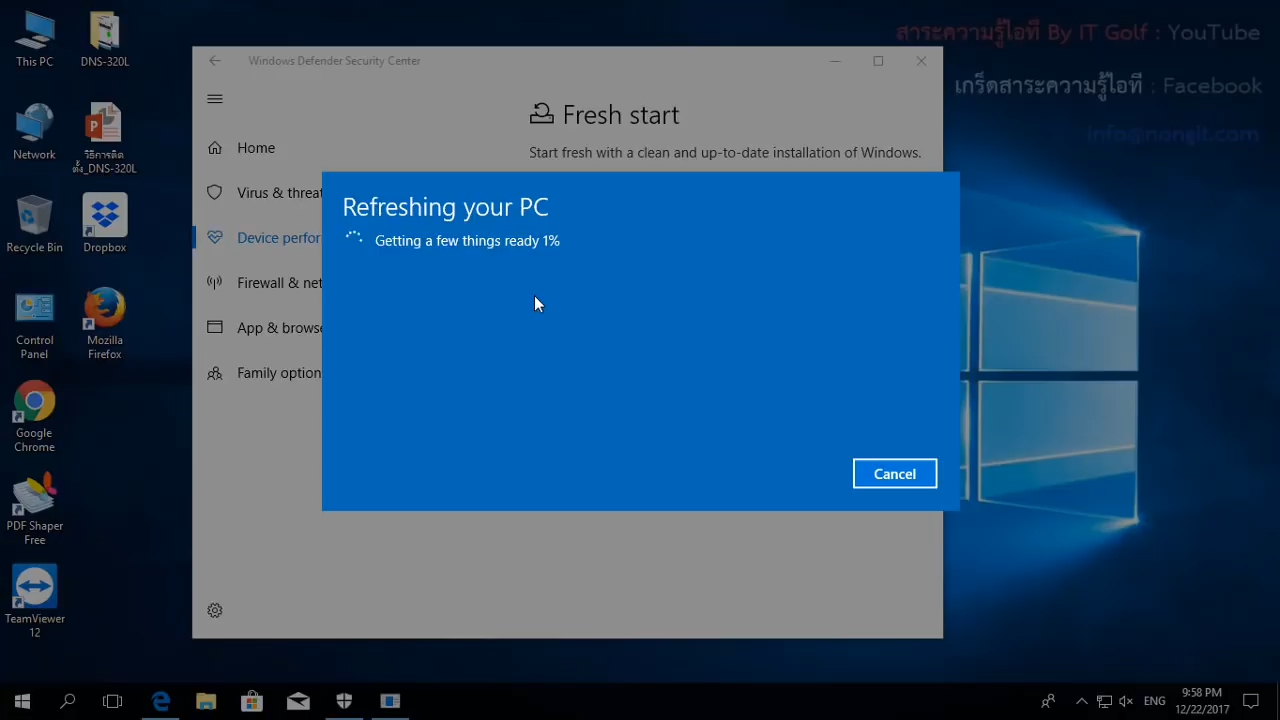 สาระความรู้ไอที By IT Golf : YouTube
เกร็ดสาระความรู้ไอที : Facebook
info@nongit.com
This PC
DNS-320L
Network
วิธีการติด
ตั้ง_DNS-320L
Recycle Bin
Dropbox
Control
Panel
Mozilla
Firefox
Google
Chrome
PDF Shaper
Free
TeamViewer
12
Windows Defender Security Center
Fresh start
Start fresh with a clean and up-to-date installation of Windows.
Home
Virus & threat
Device perfor
Firewall & net
App & browse
Family option
Refreshing your PC
Getting a few things ready 1%
Cancel
ENG
9:58 PM
12/22/2017